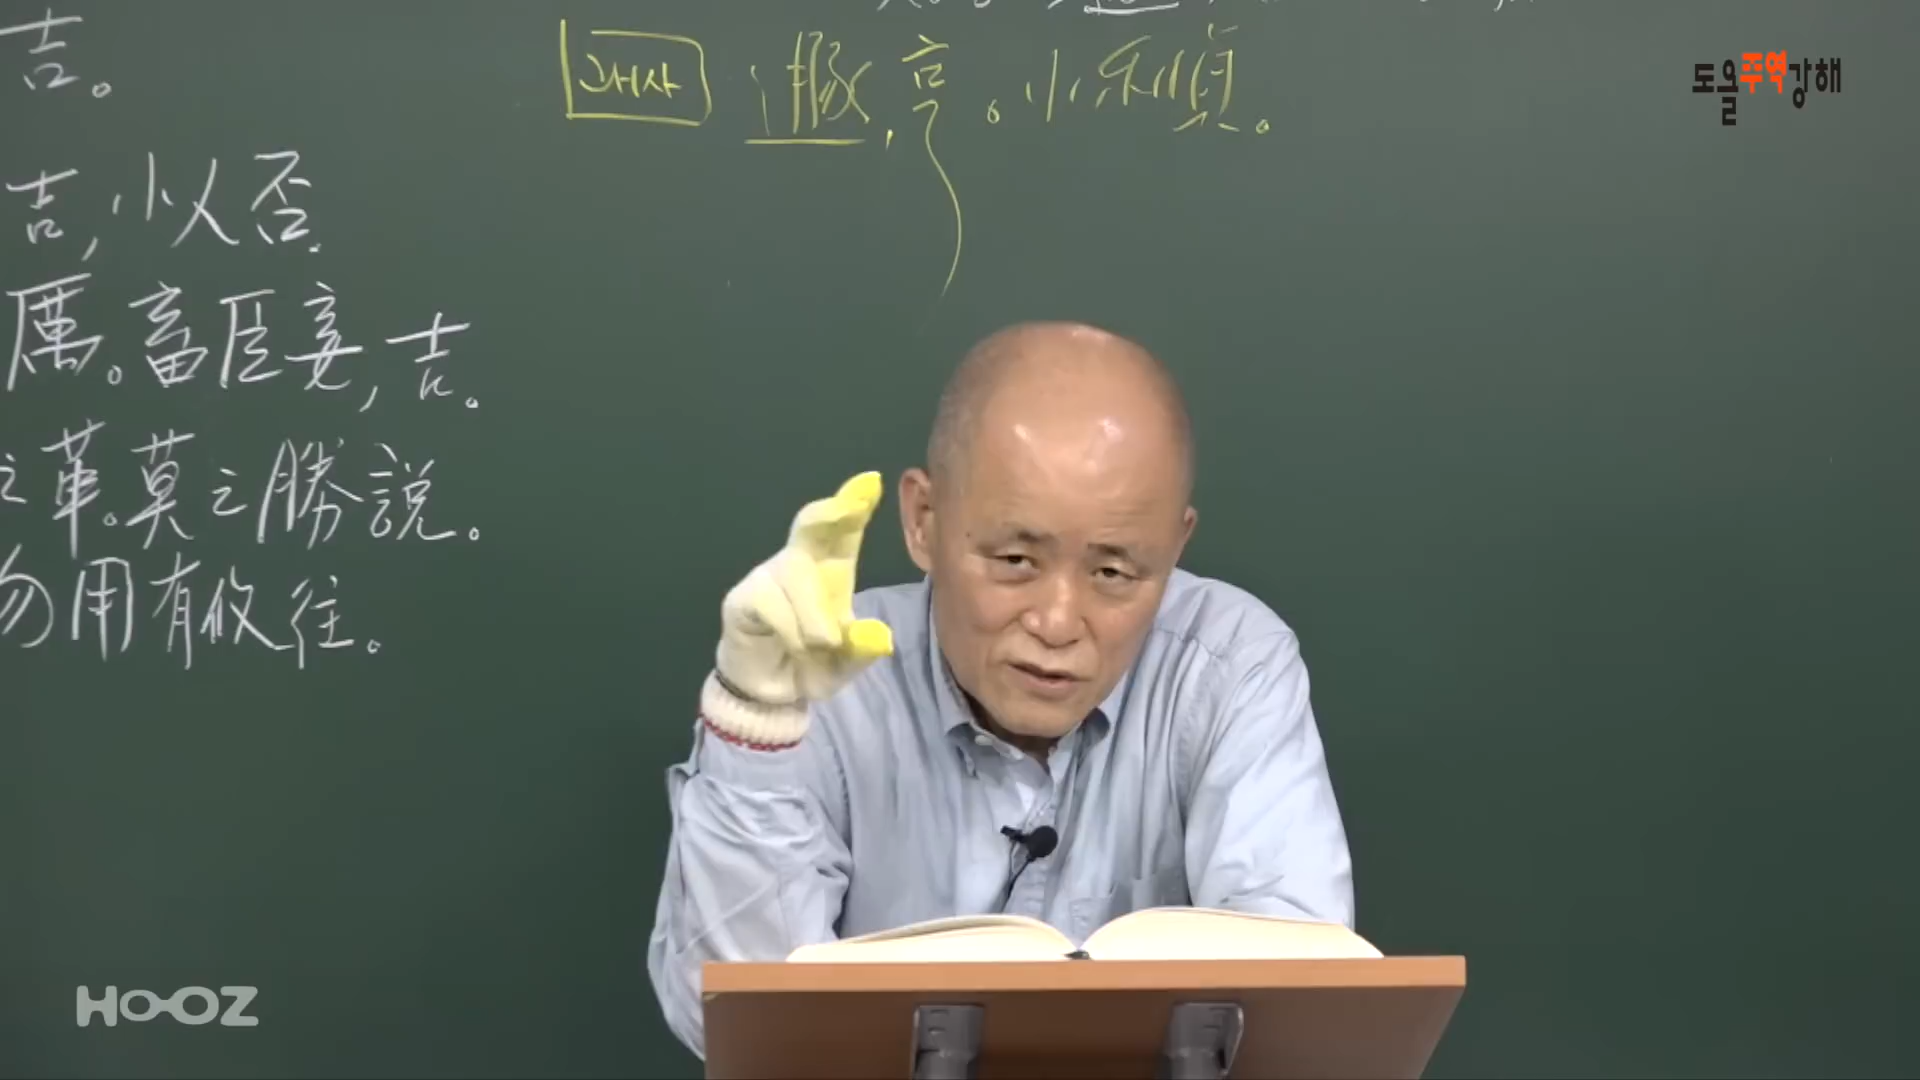 괘사 遯, 亨。小利貞。
도올주역강해
吉。
吉, 小人否.
厲。畜臣妾, 吉。
之革。莫之勝說。
勿用有攸往。
HOOZ